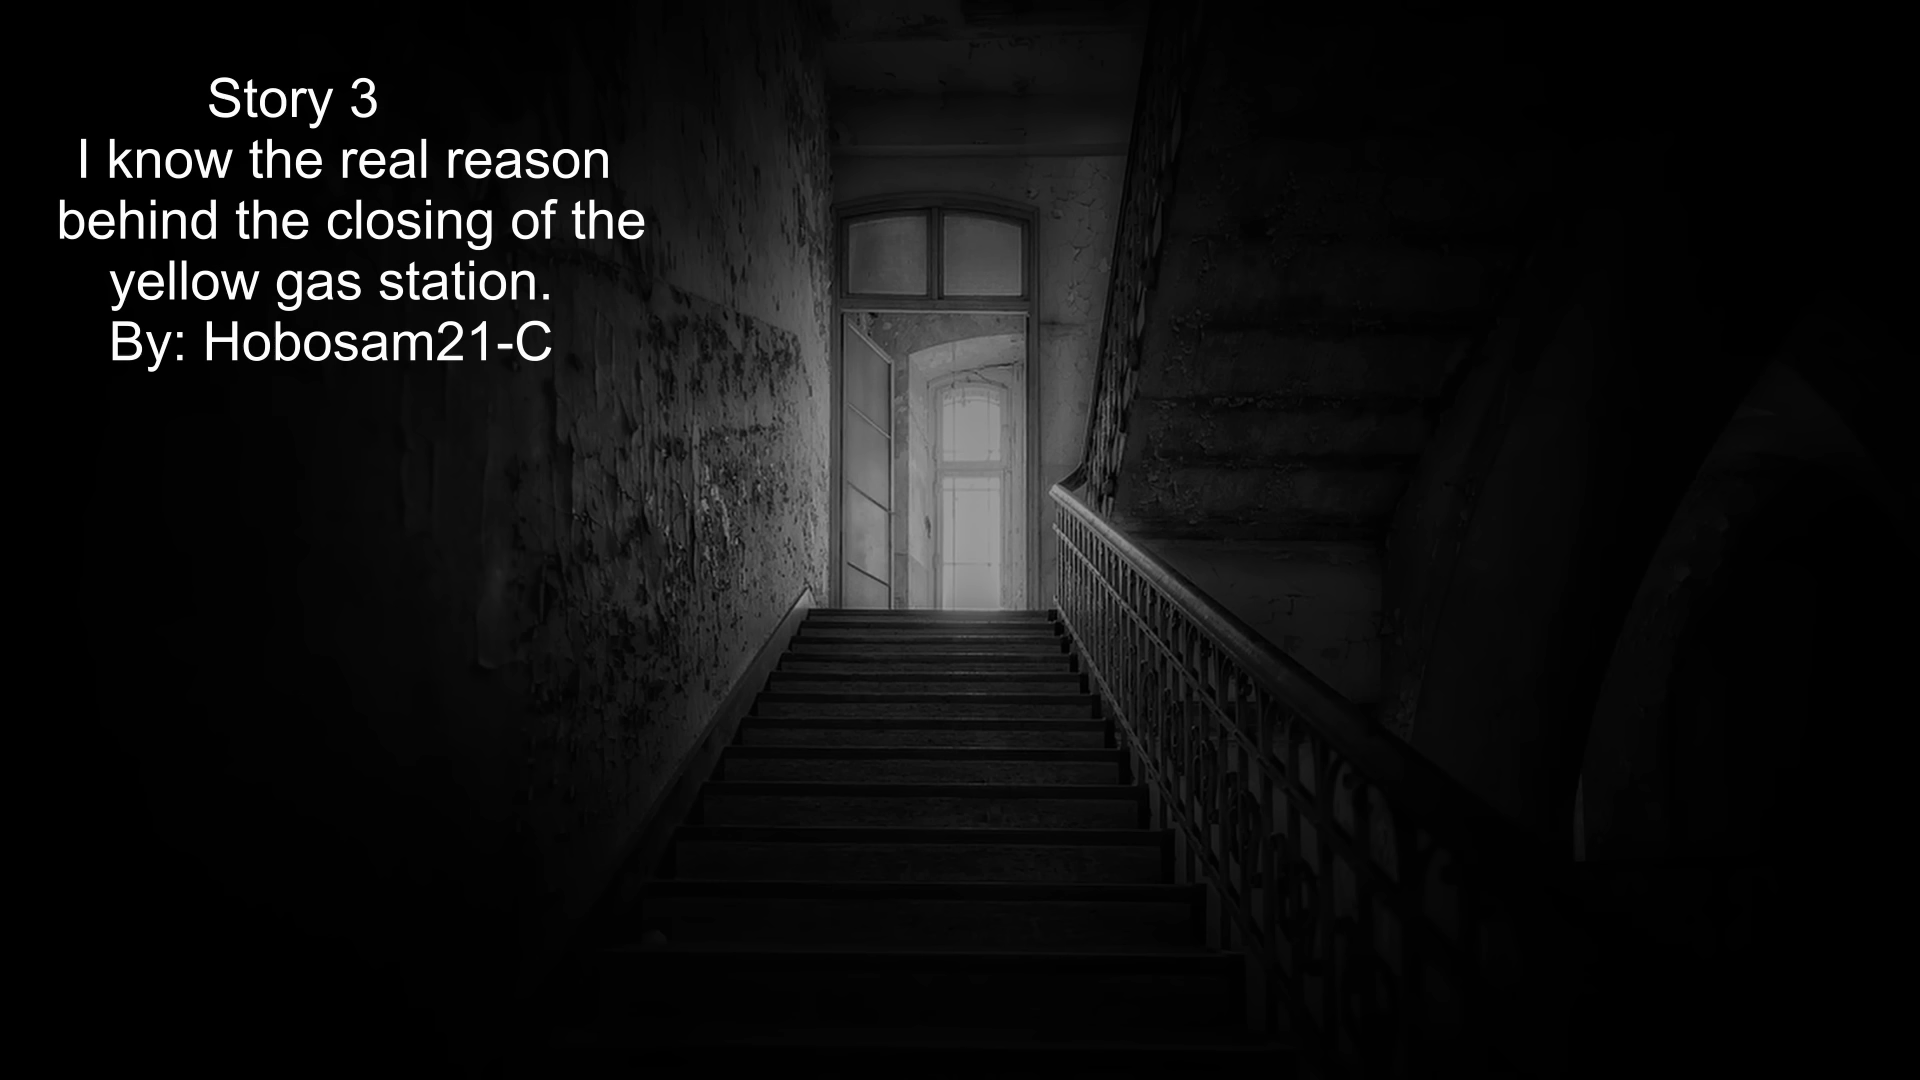 Story 3
I know the real reason
behind the closing of the
yellow gas station.
By: Hobosam21-C